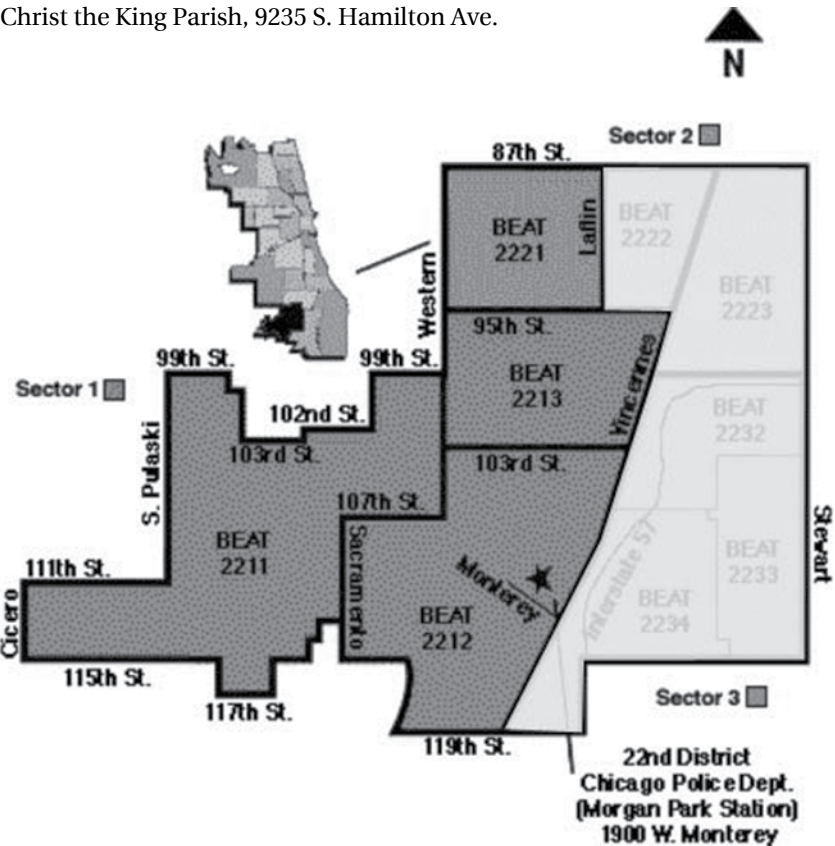 Christ the King Parish, 9235 S. Hamilton Ave.
N
Sector 2
87th St.
BEAT
2221
Laflin
BEAT
2222
BEAT
2223
Western
95th St.
BEAT
2213
Vincennes
99th St.
99th St.
Sector 1
102nd St.
103rd St.
103rd St.
BEAT
2232
S. Pulaski
107th St.
BEAT
2211
Sacramento
Monterey
BEAT
2212
Interstate 57
BEAT
2233
BEAT
2234
Stewart
111th St.
Cicero
115th St.
117th St.
119th St.
Sector 3
22nd District
Chicago Police Dept.
(Morgan Park Station)
1900 W. Monterey